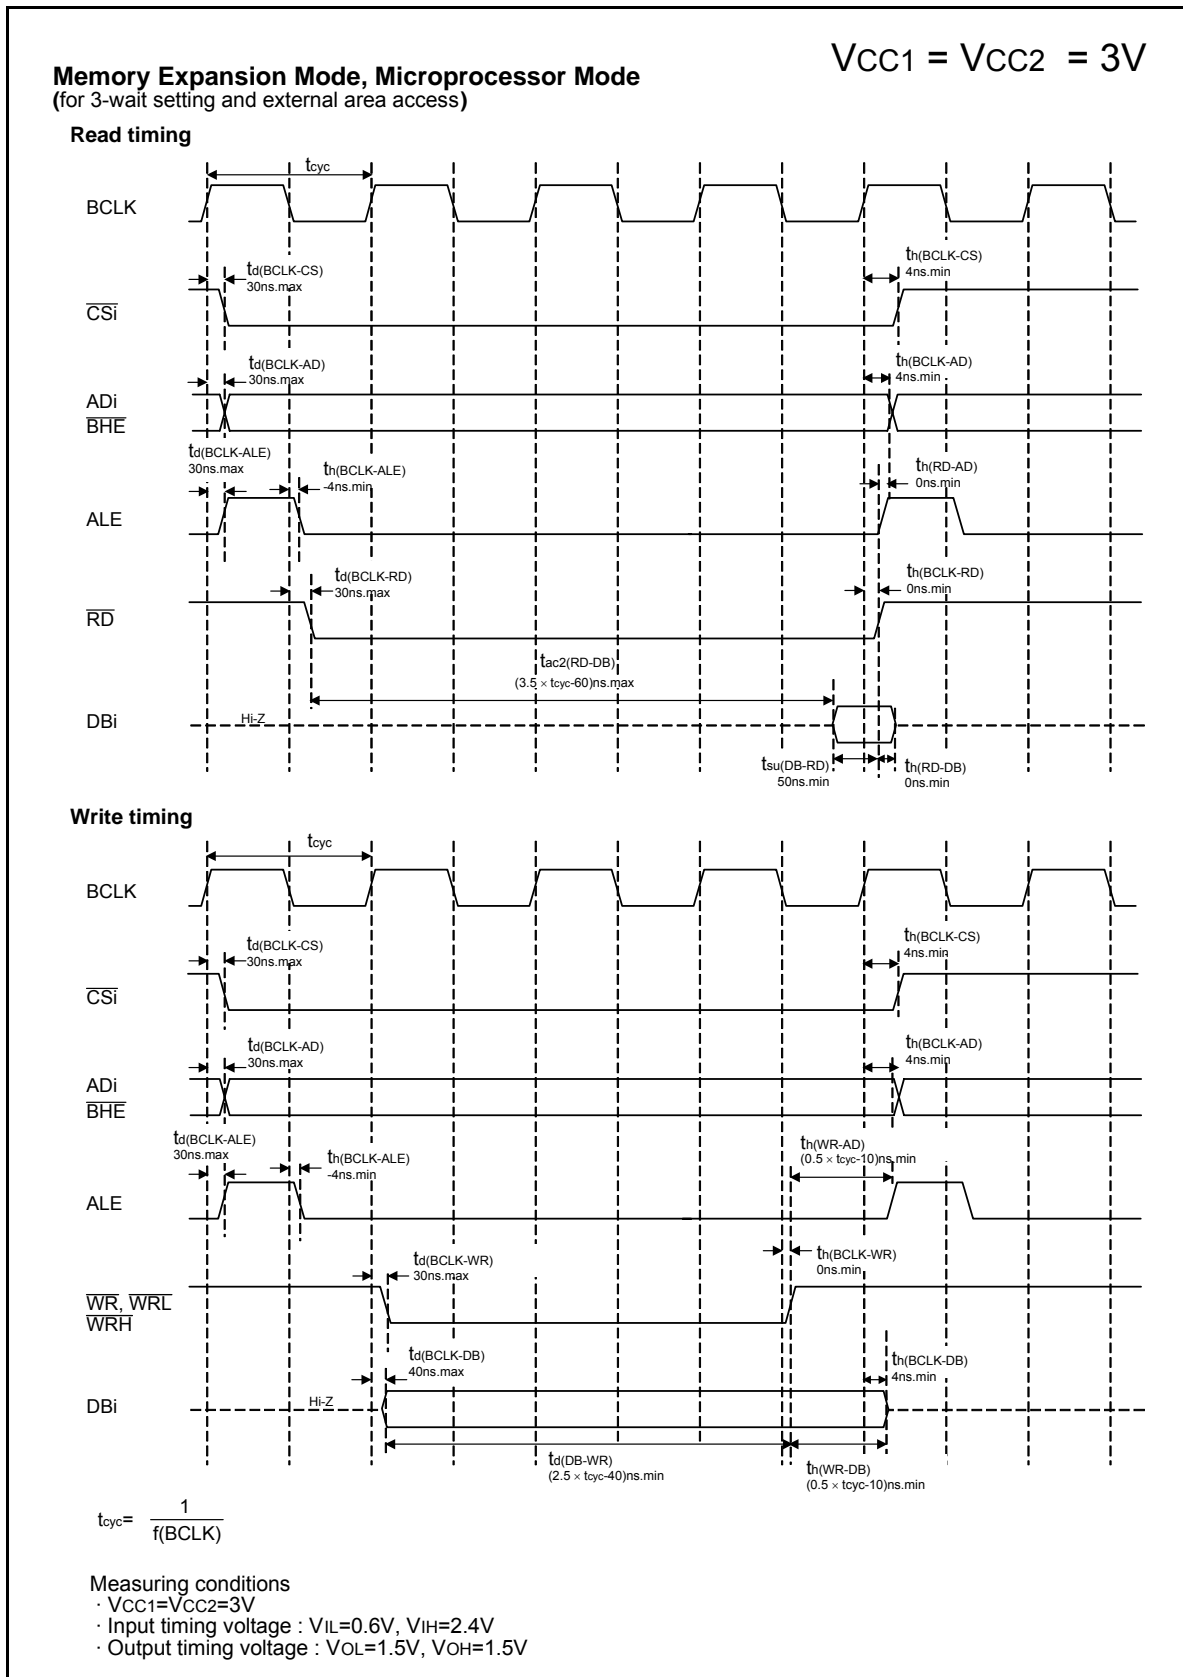 VCC1 = VCC2 = 3V
Memory Expansion Mode, Microprocessor Mode
(for 3-wait setting and external area access)
Read timing
tcyc
BCLK
td(BCLK-CS)
30ns.max
th(BCLK-CS)
4ns.min
CSi
td(BCLK-AD)
30ns.max
th(BCLK-AD)
4ns.min
ADi
BHE
td(BCLK-ALE)
30ns.max
th(BCLK-ALE)
-4ns.min
th(RD-AD)
0ns.min
ALE
td(BCLK-RD)
30ns.max
th(BCLK-RD)
0ns.min
RD
tac2(RD-DB)
(3.5 × tcyc-60)ns.max
DBi
Hi-Z
tsu(DB-RD)
50ns.min
th(RD-DB)
0ns.min
Write timing
tcyc
BCLK
td(BCLK-CS)
30ns.max
th(BCLK-CS)
4ns.min
CSi
td(BCLK-AD)
30ns.max
th(BCLK-AD)
4ns.min
ADi
BHE
td(BCLK-ALE)
30ns.max
th(BCLK-ALE)
-4ns.min
th(WR-AD)
(0.5 × tcyc-10)ns.min
ALE
td(BCLK-WR)
30ns.max
th(BCLK-WR)
0ns.min
WR, WRL
WRH
td(BCLK-DB)
40ns.max
th(BCLK-DB)
4ns.min
DBi
Hi-Z
td(DB-WR)
(2.5 × tcyc-40)ns.min
th(WR-DB)
(0.5 × tcyc-10)ns.min
tcyc= 1
f(BCLK)
Measuring conditions
· VCC1=VCC2=3V
· Input timing voltage : VIL=0.6V, VIH=2.4V
· Output timing voltage : VOL=1.5V, VOH=1.5V